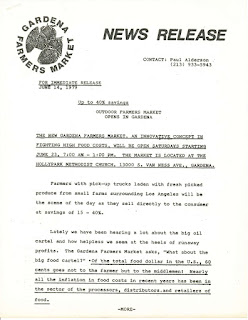 GARDENA
FARMERS MARKET
NEWS RELEASE
CONTACT: Paul Alderson
(213) 933-5943
FOR IMMEDIATE RELEASE
JUNE 14, 1979
Up to 40% savings
OUTDOOR FARMERS MARKET
OPENS IN GARDENA
THE NEW GARDENA FARMERS MARKET, AN INNOVATIVE CONCEPT IN
FIGHTING HIGH FOOD COSTS, WILL BE OPEN SATURDAYS STARTING
JUNE 23, 7:00 AM - 1:00 PM. THE MARKET IS LOCATED AT THE
HOLLYPARK METHODIST CHURCH, 13000 S. VAN NESS AVE., GARDENA.
Farmers with pick-up trucks laden with fresh picked
produce from small farms surrounding Los Angeles will be
the scene of the day as they sell directly to the consumer
at savings of 15 - 40%.
Lately we have been hearing a lot about the big oil
cartel and how helpless we seem at the heels of runaway
profits. The Gardena Farmers Market asks, "What about the
big food cartel?" Of the total food dollar in the U.S., 60
cents goes not to the farmer but to the middleman! Nearly
all the inflation in food costs in recent years has been in
the sector of the processors, distributors and retailers of
food.
-MORE-